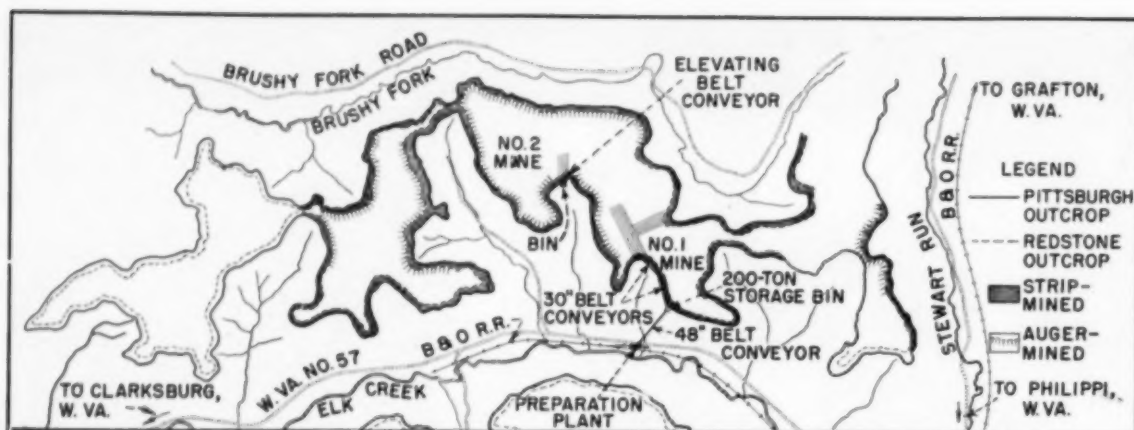 BRUSHY FORK ROAD
BRUSHY FORK
ELEVATING
BELT
CONVEYOR
NO. 2
MINE
BIN
NO. 1
MINE
30" BELT
CONVEYORS
200-TON
STORAGE BIN
48" BELT
CONVEYOR
B & O R.R.
W. VA. NO. 57
ELK CREEK
TO CLARKSBURG,
W. VA.
PREPARATION
PLANT
STEWART RUN
B & O R.R.
TO GRAFTON,
W. VA.
LEGEND
PITTSBURGH
OUTCROP
REDSTONE
OUTCROP
STRIP-
MINED
AUGER-
MINED
TO PHILIPPI,
W. VA.